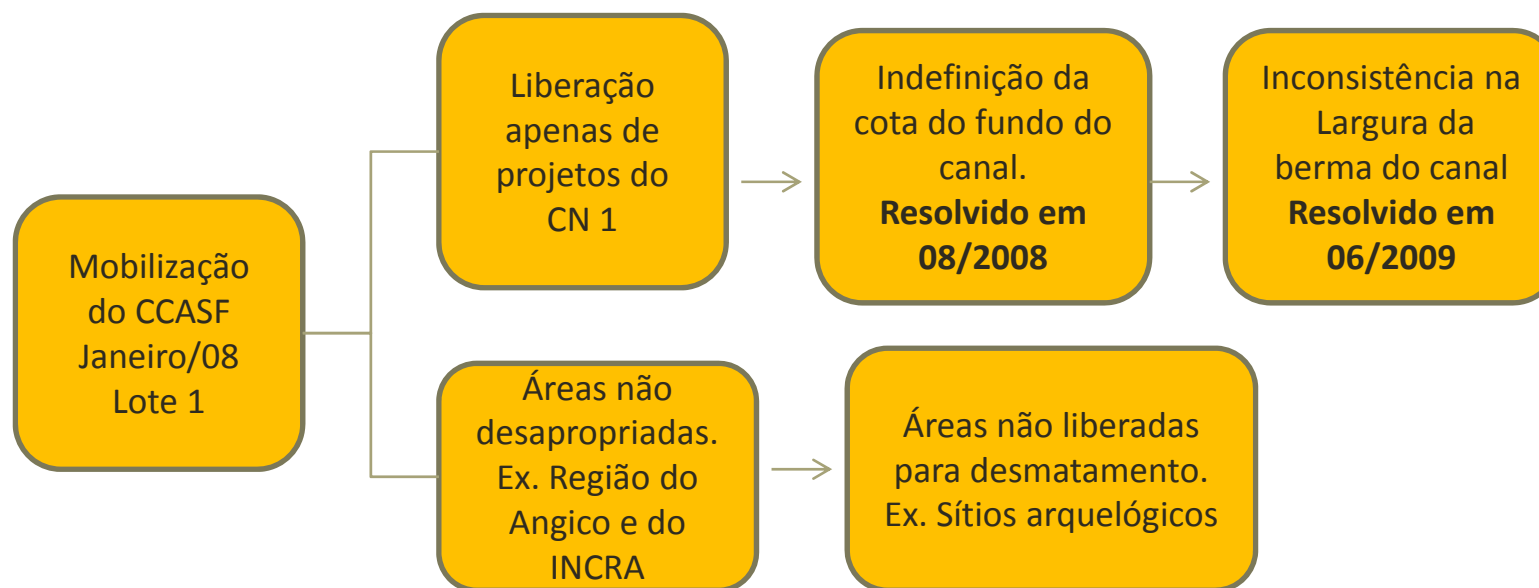 Mobilização
do CCASF
Janeiro/08
Lote 1
Liberação
apenas de
projetos do
CN 1
Indefinição da
cota do fundo do
canal.
Resolvido em
08/2008
Inconsistência na
Largura da
berma do canal
Resolvido em
06/2009
Áreas não
desapropriadas.
Ex. Região do
Angico e do
INCRA
Áreas não liberadas
para desmatamento.
Ex. Sítios arquelógicos